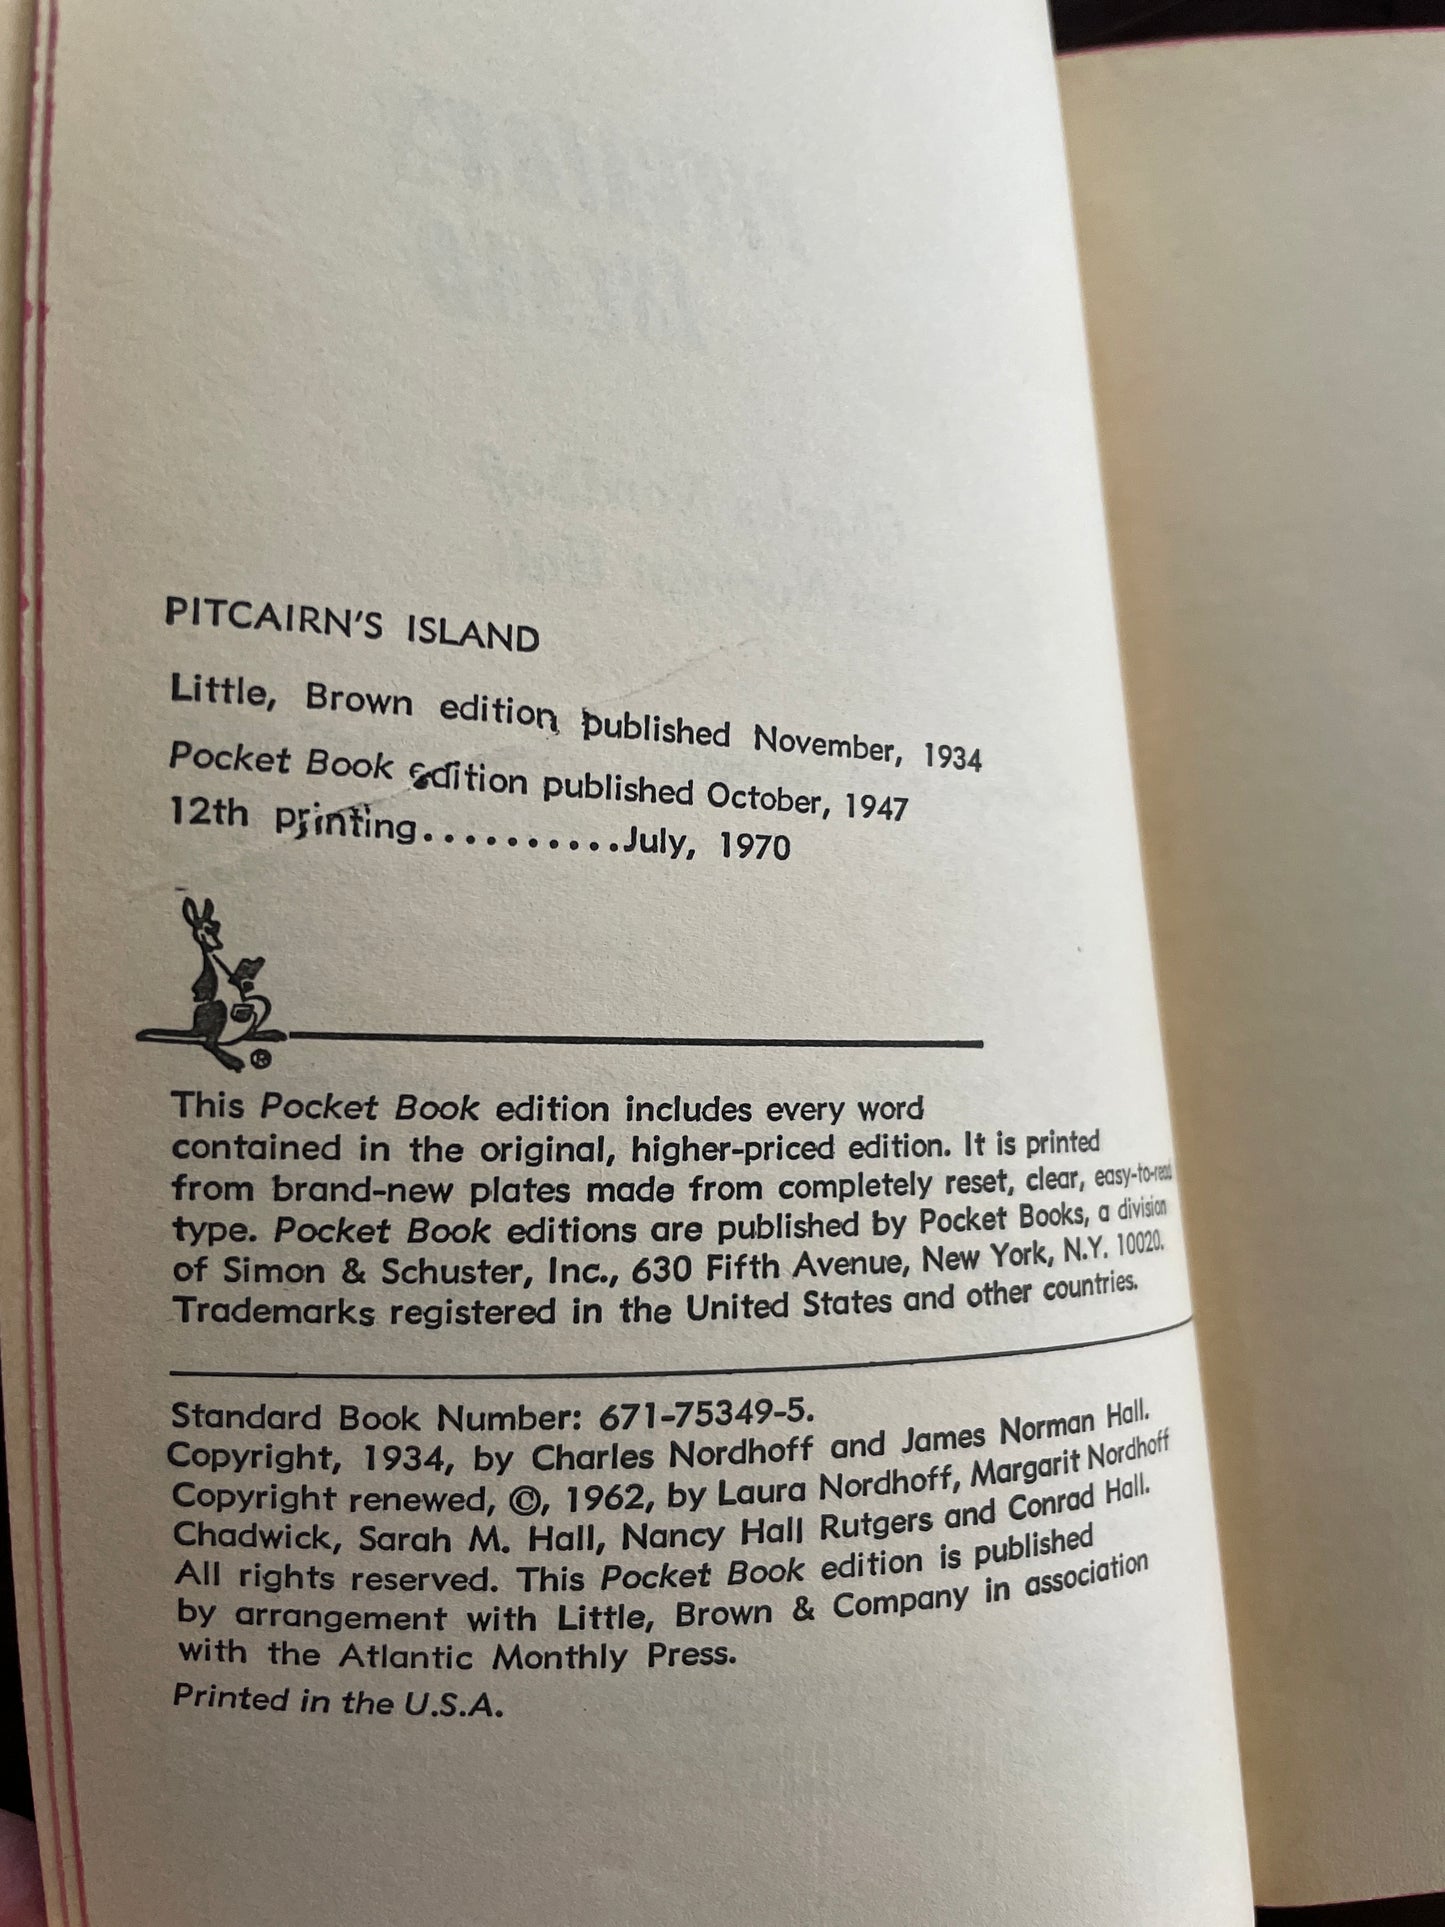 PITCAIRN'S ISLAND
Little, Brown edition published November, 1934
Pocket Book edition published October, 1947
12th printing..........July, 1970
®
This Pocket Book edition includes every word
contained in the original, higher-priced edition. It is printed
from brand-new plates made from completely reset, clear, easy-to-read
type. Pocket Book editions are published by Pocket Books, a division
of Simon & Schuster, Inc., 630 Fifth Avenue, New York, N.Y. 10020.
Trademarks registered in the United States and other countries.
Standard Book Number: 671-75349-5.
Copyright, 1934, by Charles Nordhoff and James Norman Hall.
Copyright renewed, ©, 1962, by Laura Nordhoff, Margarit Nordhoff
Chadwick, Sarah M. Hall, Nancy Hall Rutgers and Conrad Hall.
All rights reserved. This Pocket Book edition is published
by arrangement with Little, Brown & Company in association
with the Atlantic Monthly Press.
Printed in the U.S.A.